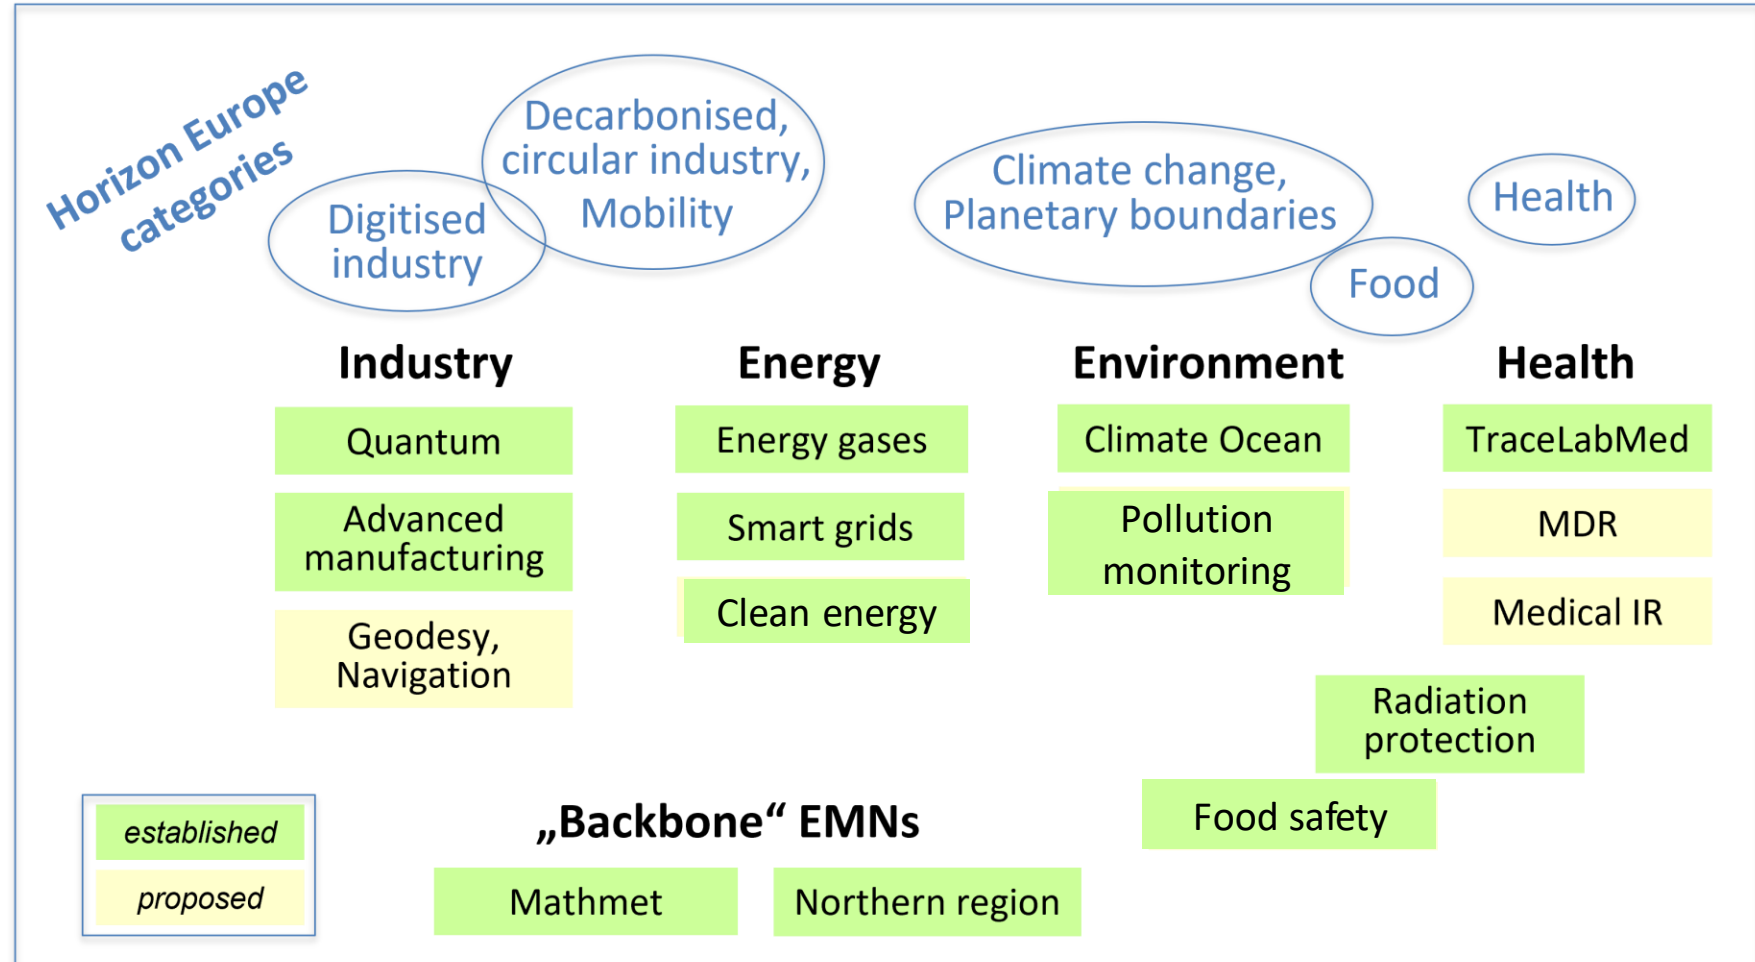 Horizon Europe
categories
Decarbonised,
circular industry,
Mobility
Digitised
industry
Climate change,
Planetary boundaries
Food
Health
Industry
Quantum
Advanced
manufacturing
Geodesy,
Navigation
Energy
Energy gases
Smart grids
Clean energy
Environment
Climate Ocean
Pollution
monitoring
Health
TraceLabMed
MDR
Medical IR
Radiation
protection
Food safety
„Backbone“ EMNs
Mathmet
Northern region
established
proposed